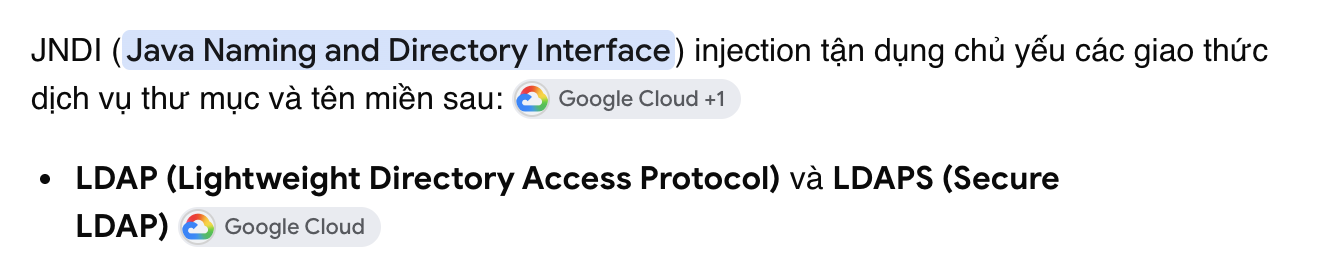 JNDI (Java Naming and Directory Interface) injection tận dụng chủ yếu các giao thức
dịch vụ thư mục và tên miền sau: Google Cloud +1
• LDAP (Lightweight Directory Access Protocol) và LDAPS (Secure
LDAP) Google Cloud